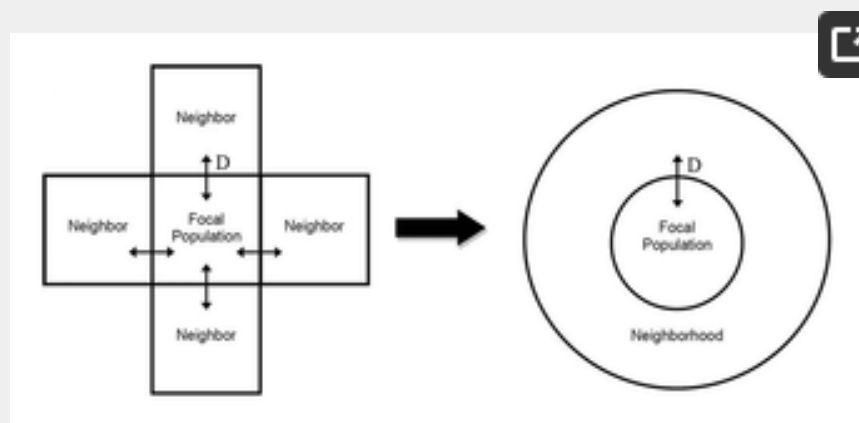 Neighbor
D
Neighbor
Focal
Population
Neighbor
Neighbor
D
Focal
Population
Neighborhood